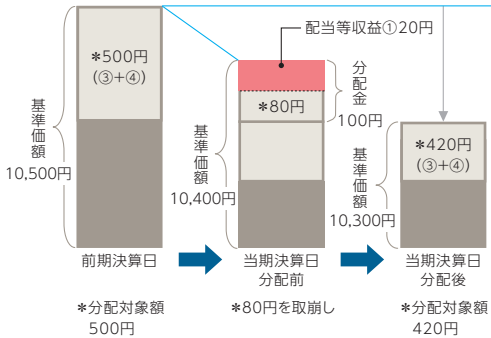 配当等収益①20円
*500円
(③+④)
基準価額
10,500円
分配金
100円
*80円
基準価額
10,400円
*420円
(③+④)
基準価額
10,300円
前期決算日
当期決算日
分配前
当期決算日
分配後
*分配対象額
500円
*80円を取崩し
*分配対象額
420円